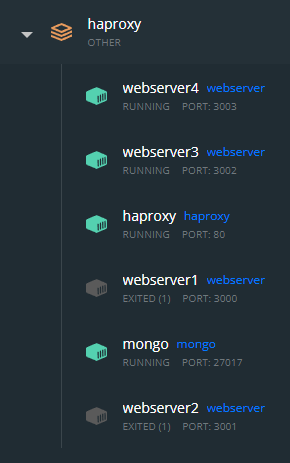 haproxy
OTHER
webserver4 webserver
RUNNING PORT: 3003
webserver3 webserver
RUNNING PORT: 3002
haproxy haproxy
RUNNING PORT: 80
webserver1 webserver
EXITED (1) PORT: 3000
mongo mongo
RUNNING PORT: 27017
webserver2 webserver
EXITED (1) PORT: 3001